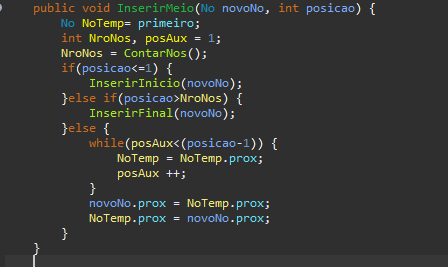 public void InserirMeio(No novoNo, int posicao) {
No NoTemp= primeiro;
int NroNos, posAux = 1;
NroNos = ContarNos();
if(posicao<=1) {
InserirInicio(novoNo);
}else if(posicao>NroNos) {
InserirFinal(novoNo);
}else {
while(posAux<(posicao-1)) {
NoTemp = NoTemp.prox;
posAux ++;
}
novoNo.prox = NoTemp.prox;
NoTemp.prox = novoNo.prox;
}
}